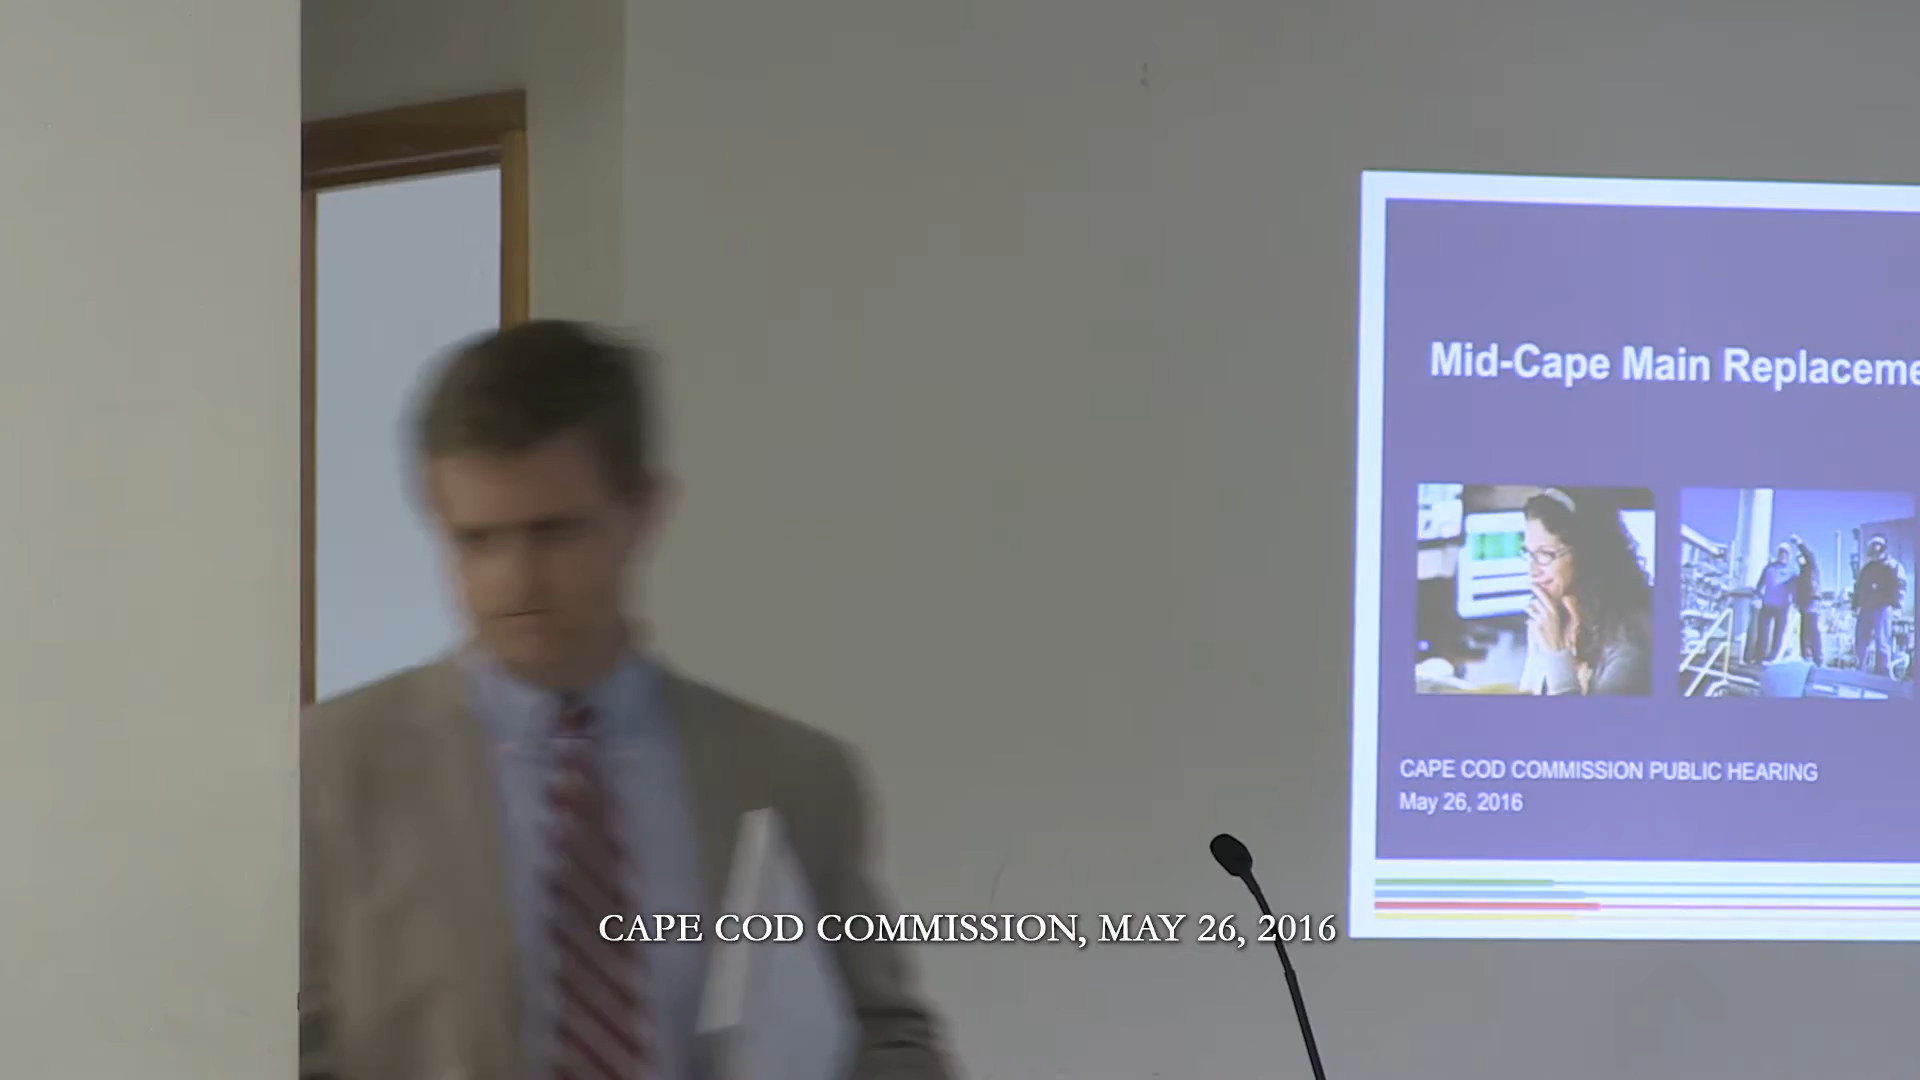 Mid-Cape Main Replaceme
CAPE COD COMMISSION PUBLIC HEARING
May 26, 2016
CAPE COD COMMISSION, MAY 26, 2016